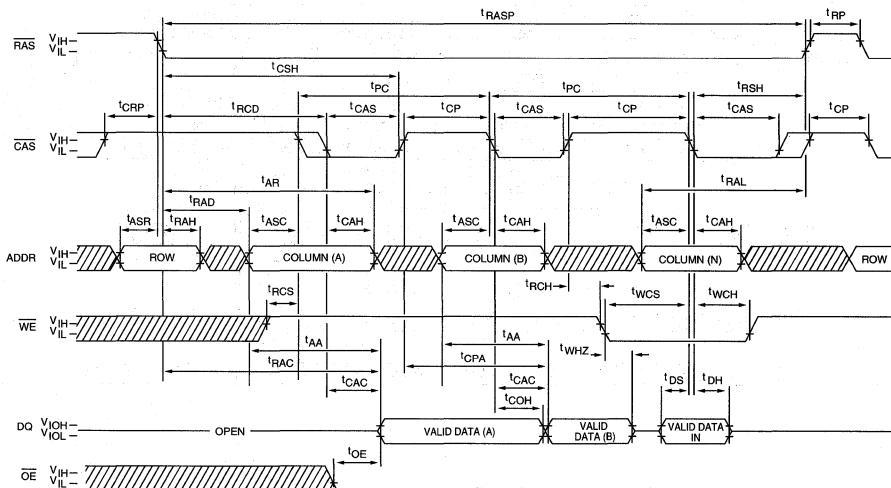 tRASP tRP
RAS VIH VIL
tCSH
tPC tPC tRSH
tCRP tRCD tCAS tCP tCAS tCP tCAS tCP
CAS VIH VIL
tAR tRAL
tRAD
tASR tRAH tASC tCAH tASC tCAH tASC tCAH
ADDR VIH VIL ROW COLUMN (A) COLUMN (B) COLUMN (N) ROW
tRCS tRCH tWCS tWCH
WE VIH VIL
tAA tAA tWHZ
tRAC tCPA
tCAC tCAC tDS tDH
tCOH
DQ VIOH VIOL OPEN VALID DATA (A) VALID DATA (B) VALID DATA IN
tOE
OE VIH VIL